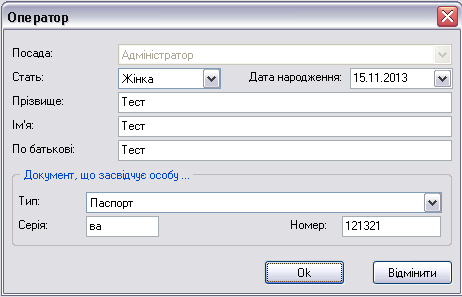 Оператор
Посада: Адміністратор
Стать: Жінка Дата народження: 15.11.2013
Прізвище: Тест
Ім'я: Тест
По батькові: Тест
Документ, що засвідчує особу ...
Тип: Паспорт
Серія: ва Номер: 121321
Ok Відмінити